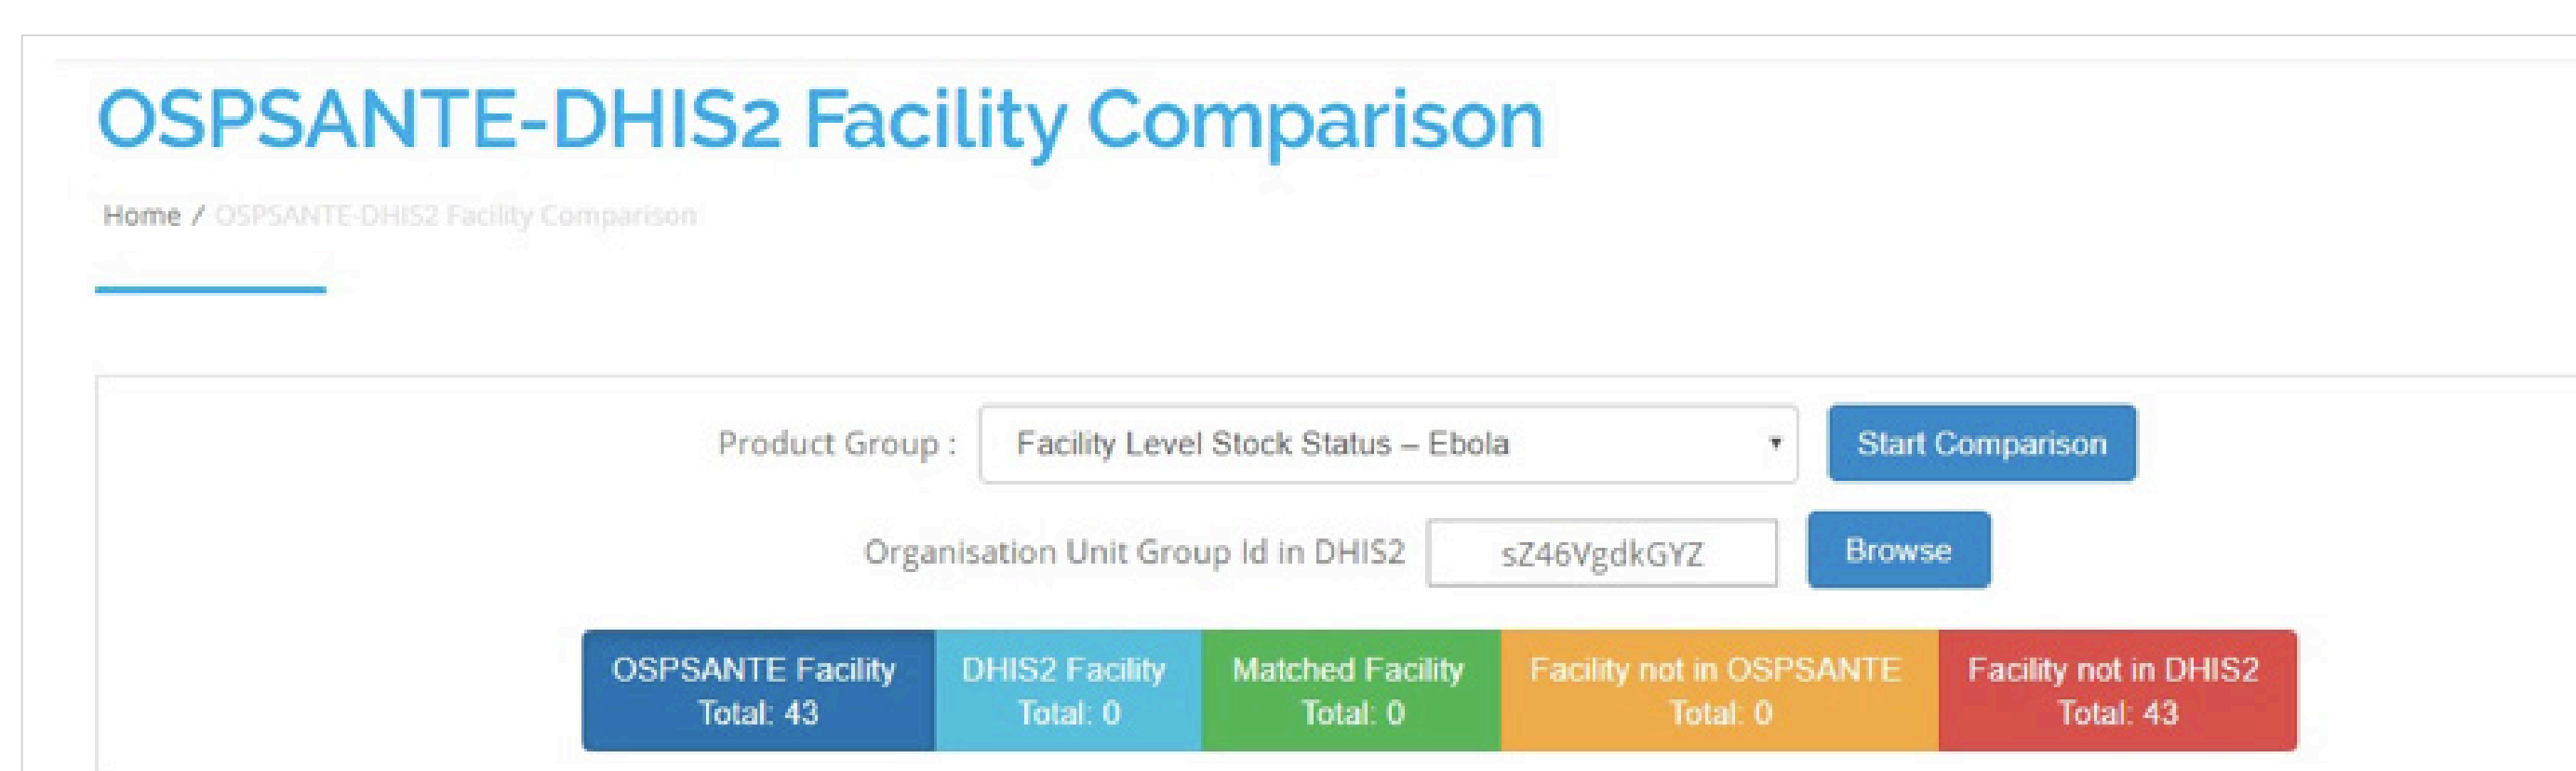 OSPSANTE-DHIS2 Facility Comparison
Home / OSPSANTE-DHIS2 Facility Comparison
Product Group : Facility Level Stock Status – Ebola Start Comparison
Organisation Unit Group Id in DHIS2 sZ46VgdkGYZ Browse
OSPSANTE Facility DHIS2 Facility Matched Facility Facility not in OSPSANTE Facility not in DHIS2
Total: 43 Total: 0 Total: 0 Total: 0 Total: 43